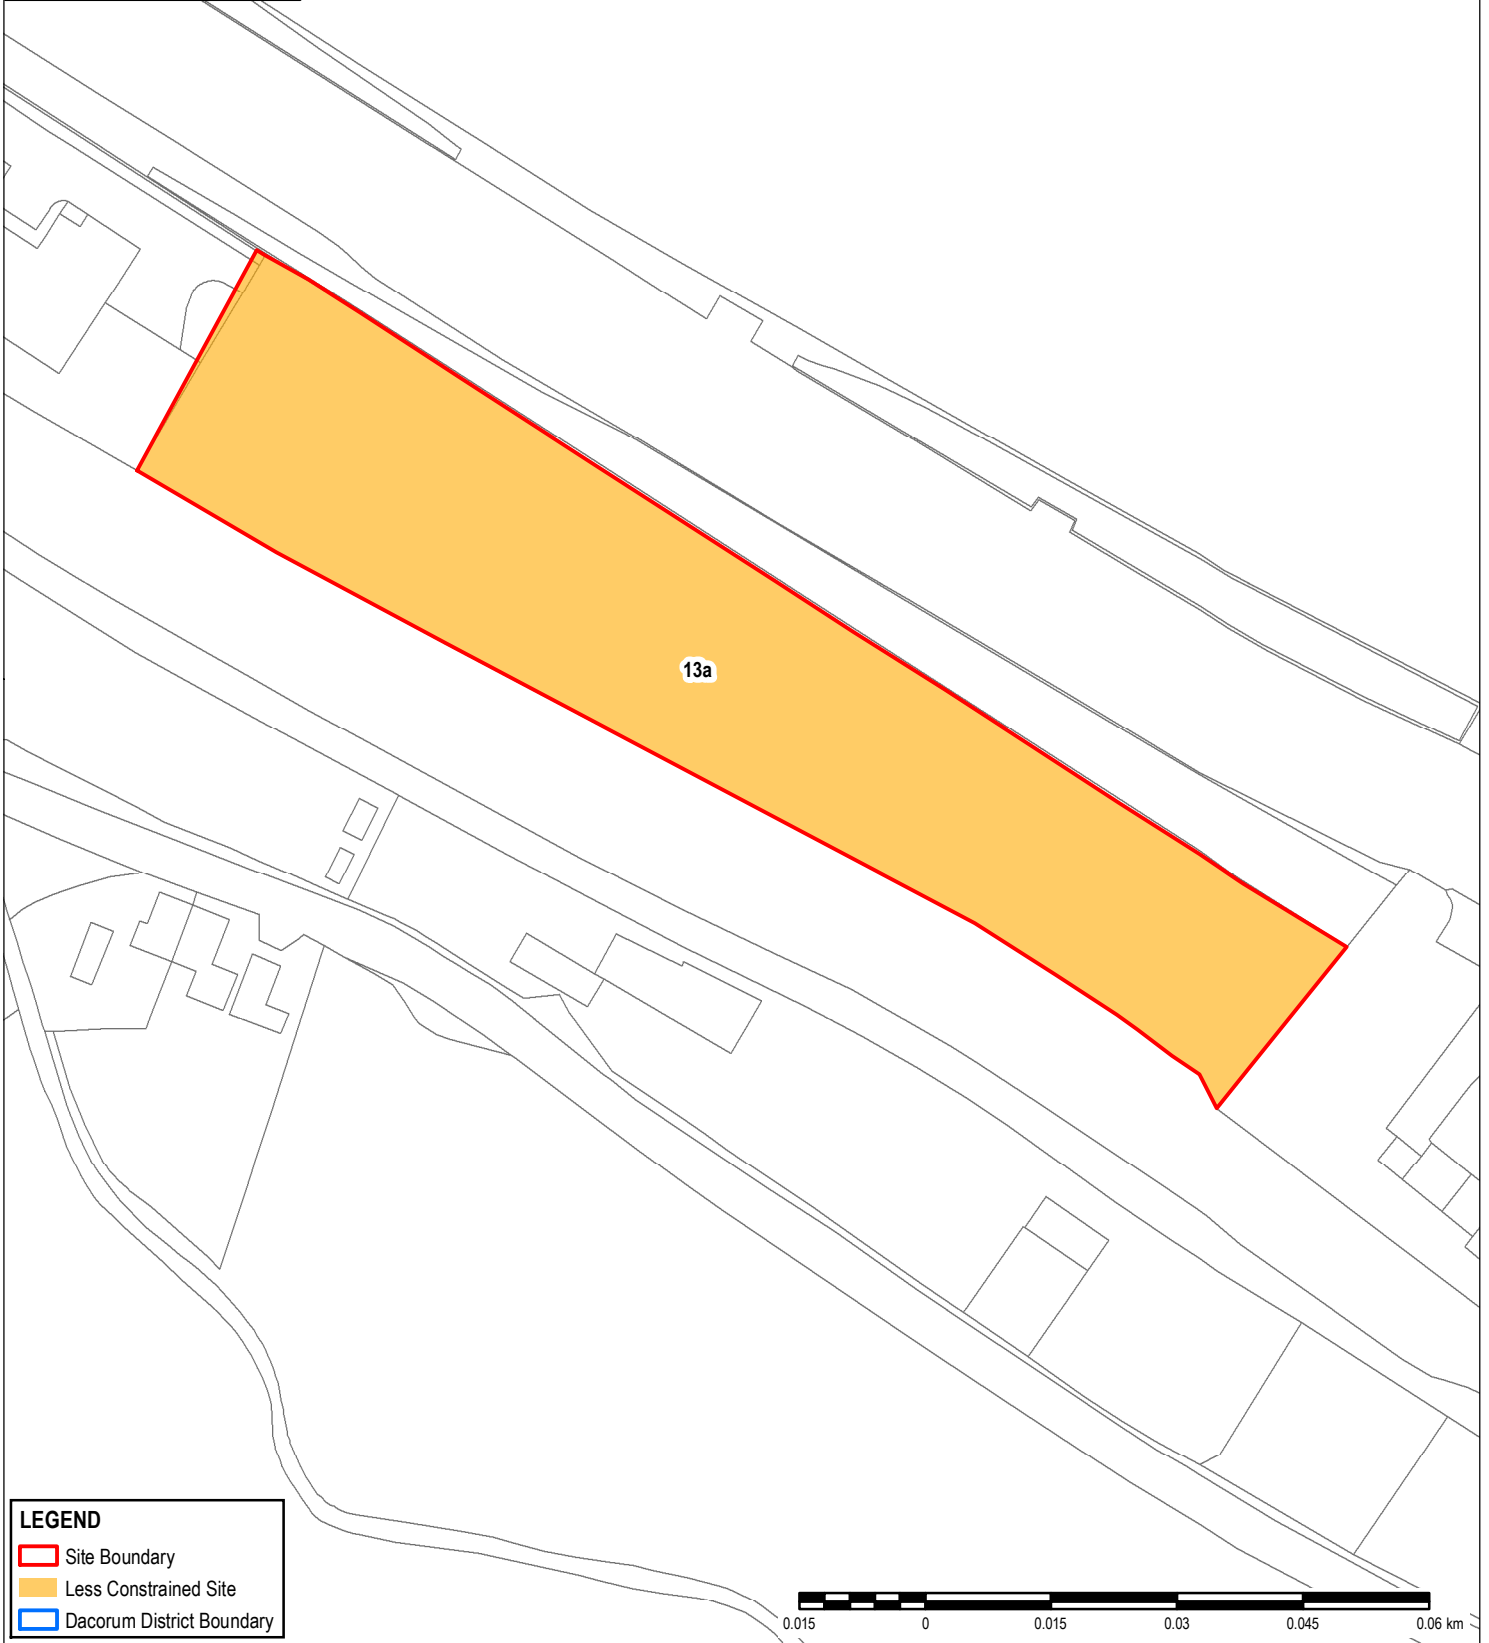 13a
LEGEND
Site Boundary
Less Constrained Site
Dacorum District Boundary
0.015 0 0.015 0.03 0.045 0.06 km